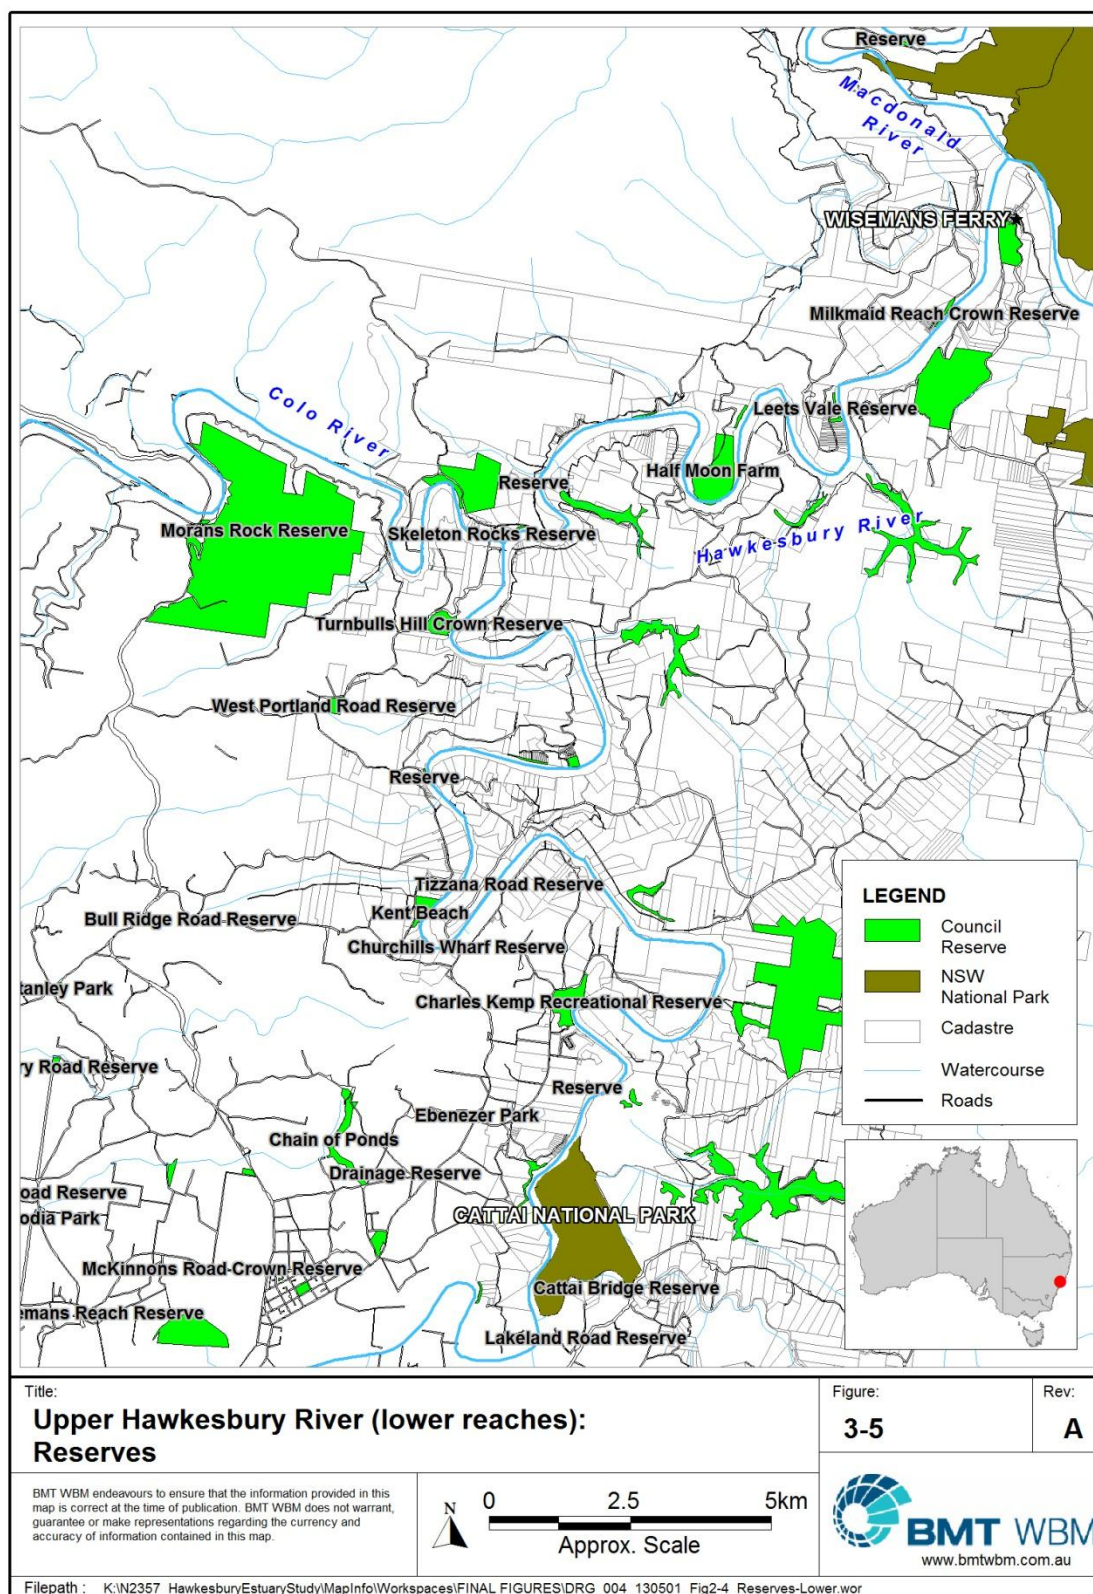 Reserve
Macdonald
River
WISEMANS FERRY
Milkmaid Reach Crown Reserve
Colo River
Leets Vale Reserve
Half Moon Farm
Reserve
Morans Rock Reserve
Skeleton Rocks Reserve
Hawkesbury River
Turnbulls Hill Crown Reserve
West Portland Road Reserve
Reserve
Tizzana Road Reserve
Kent Beach
Bull Ridge Road Reserve
Churchills Wharf Reserve
tanley Park
Charles Kemp Recreational Reserve
ry Road Reserve
Reserve
Ebenezer Park
Chain of Ponds
Drainage Reserve
oad Reserve
odia Park
CATTAI NATIONAL PARK
McKinnons Road Crown Reserve
Cattai Bridge Reserve
emans Reach Reserve
Lakeland Road Reserve
LEGEND
Council
Reserve
NSW
National Park
Cadastre
Watercourse
Roads
Title:
Upper Hawkesbury River (lower reaches):
Reserves
Figure:
3-5
Rev:
A
BMT WBM endeavours to ensure that the information provided in this
map is correct at the time of publication. BMT WBM does not warrant,
guarantee or make representations regarding the currency and
accuracy of information contained in this map.
N
0 2.5 5km
Approx. Scale
BMT WBM
www.bmtwbm.com.au
Filepath : K:\N2357_HawkesburyEstuaryStudy\MapInfo\Workspaces\FINAL FIGURES\DRG_004_130501_Fig2-4_Reserves-Lower.wor